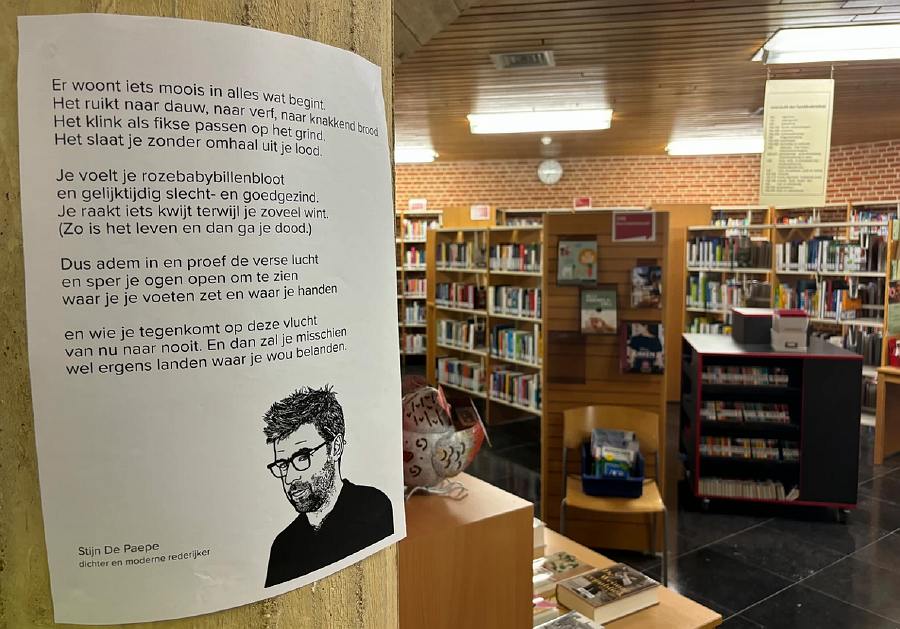 Er woont iets moois in alles wat begint.
Het ruikt naar dauw, naar verf, naar knakkend brood.
Het klink als fikse passen op het grind.
Het slaat je zonder omhaal uit je lood.
Je voelt je rozebabybillenbloot
en gelijktijdig slecht- en goedgezind.
Je raakt iets kwijt terwijl je zoveel wint.
(Zo is het leven en dan ga je dood.)
Dus adem in en proef de verse lucht
en sper je ogen open om te zien
waar je je voeten zet en waar je handen
en wie je tegenkomt op deze vlucht
van nu naar nooit. En dan zal je misschien
wel ergens landen waar je wou belanden.
Stijn De Paepe
dichter en moderne rederijker